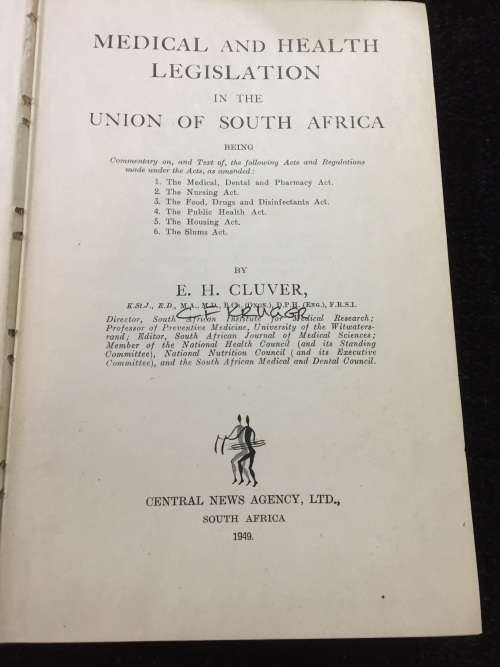 MEDICAL AND HEALTH
LEGISLATION
IN THE
UNION OF SOUTH AFRICA
BEING
Commentary on, and Text of, the following Acts and Regulations
made under the Acts, as amended:
1. The Medical, Dental and Pharmacy Act.
2. The Nursing Act.
3. The Food, Drugs and Disinfectants Act.
4. The Public Health Act.
5. The Housing Act.
6. The Slums Act.
BY
E. H. CLUVER,
K.St.J., E.D., M.A., M.D., B.Ch. (Oxon.), D.P.H. (Eng.), F.R.S.I.
C F KRUGER
Director, South African Institute for Medical Research;
Professor of Preventive Medicine, University of the Witwaters-
rand; Editor, South African Journal of Medical Sciences;
Member of the National Health Council (and its Standing
Committee), National Nutrition Council (and its Executive
Committee), and the South African Medical and Dental Council.
CENTRAL NEWS AGENCY, LTD.,
SOUTH AFRICA
1949.